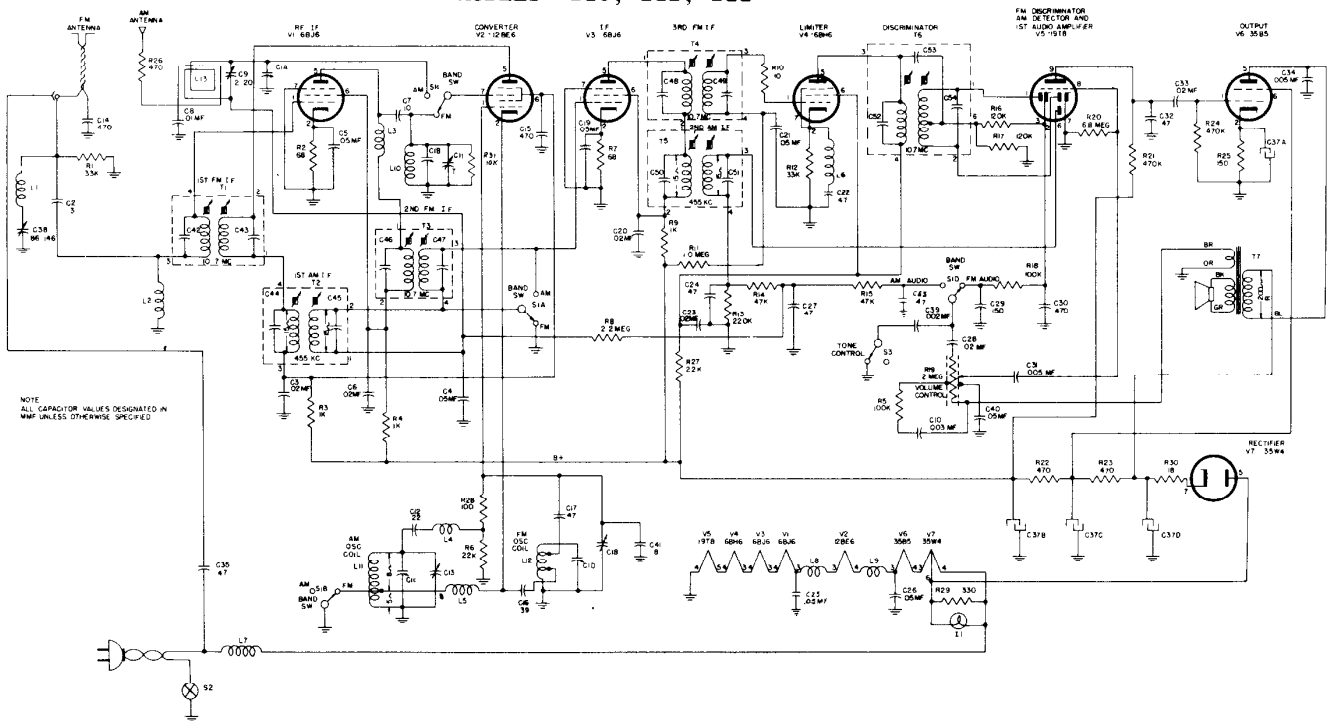 FM
ANTENNA
AM
ANTENNA
R26
470
L13
C9
2 20
C1A
C8
.01 MF
C14
470
R1
33K
L1
C2
3
C38
86 146
L2
RF IF
V1 6BJ6
R2
68
C5
.05MF
L3
C7
10
AM
S1C
BAND
SW
FM
L10
C1B
C11
R31
10K
1ST FM IF
T1
C42
C43
10.7 MC
2ND FM IF
T3
C46
C47
10.7 MC
1ST AM IF
T2
C44
C45
455 KC
C3
.02MF
R3
1K
C6
.02MF
R4
1K
C4
.05MF
CONVERTER
V2 12BE6
C15
470
BAND
SW
AM
S1A
FM
IF
V3 6BJ6
C19
.05MF
R7
68
C20
.02MF
R8
2.2 MEG
3RD FM IF
T4
C48
C49
10.7 MC
2ND AM IF
T5
C50
C51
455 KC
R9
1K
R10
10
R11
1.0 MEG
C24
47
R14
47K
R13
220K
C23
.02MF
R27
2.2K
C27
47
LIMITER
V4 6BH6
C21
.05 MF
R12
33K
L6
C22
47
DISCRIMINATOR
T6
C53
C52
C54
10.7 MC
R16
120K
R17
120K
FM DISCRIMINATOR
AM DETECTOR AND
1ST AUDIO AMPLIFIER
V5 19T8
R20
6.8 MEG
R21
470K
C32
47
C33
.02 MF
R24
470K
OUTPUT
V6 35B5
C34
.005 MF
R25
150
C37A
R15
47K
AM AUDIO
BAND
SW
S1D
FM AUDIO
R18
100K
C29
150
C30
470
C39
.002MF
C28
.02 MF
TONE
CONTROL
S3
R19
2 MEG
VOLUME
CONTROL
C31
.005 MF
R5
100K
C10
.003 MF
C40
.05MF
BR
OR
BK
GR
T7
BL
NOTE
ALL CAPACITOR VALUES DESIGNATED IN
MMF UNLESS OTHERWISE SPECIFIED
B+
R28
100
R6
22K
C12
22
L4
AM
OSC
COIL
L11
C13
L5
AM
S1B
BAND
SW
FM
C16
39
FM
OSC
COIL
L12
C17
47
C1D
C18
C41
8
V5
19T8
V4
6BH6
V3
6BJ6
V1
6BJ6
L8
V2
12BE6
L9
V6
35B5
V7
35W4
C25
.05MF
C26
.05MF
R29 330
I1
R22
470
R23
470
R30
18
RECTIFIER
V7 35W4
C37B
C37C
C37D
C35
47
L7
S2